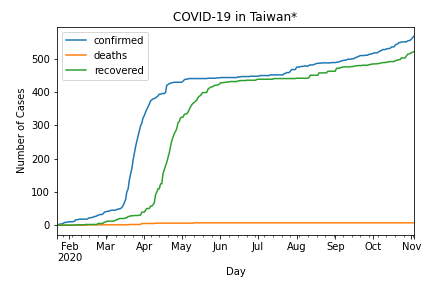 COVID-19 in Taiwan*
confirmed
deaths
recovered
Number of Cases
500
400
300
200
100
0
Feb Mar Apr May Jun Jul Aug Sep Oct Nov
2020
Day